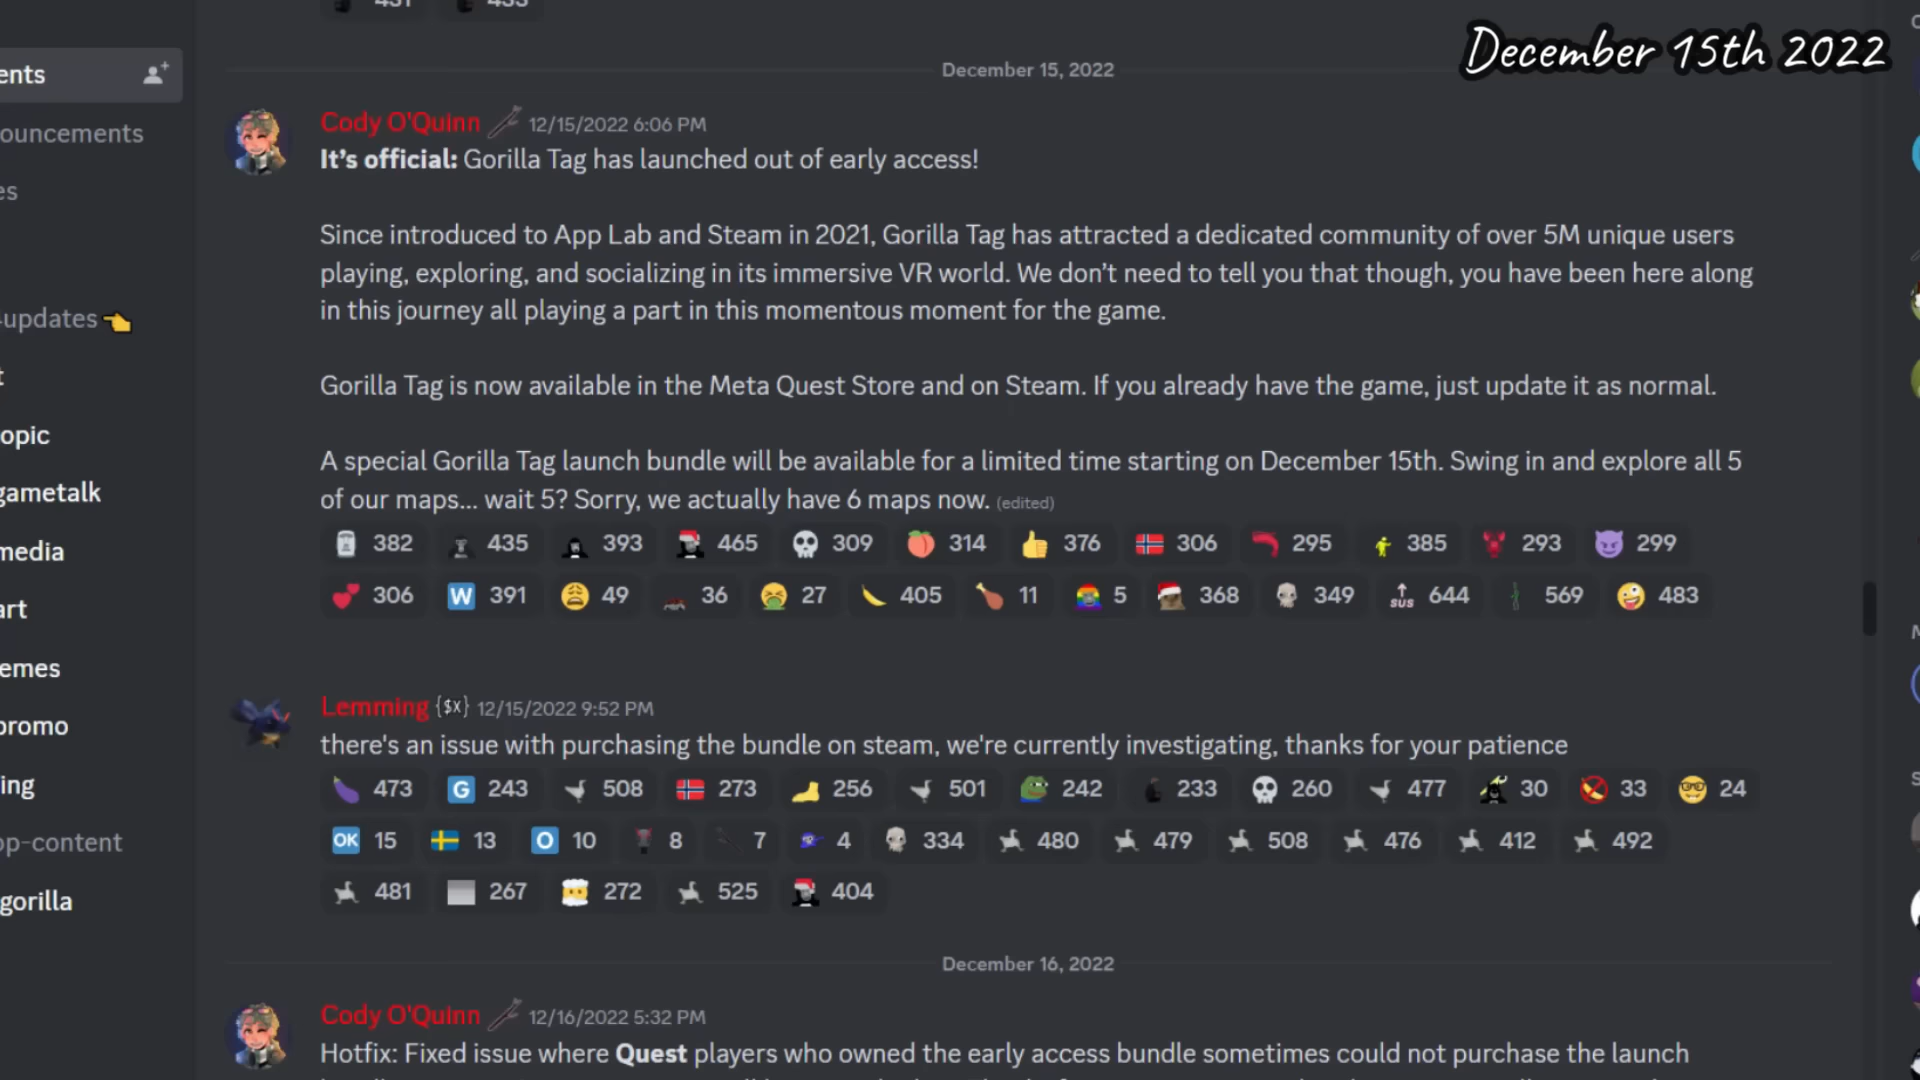 431 433
December 15th 2022
December 15, 2022
ents
Cody O'Quinn 12/15/2022 6:06 PM
ouncements
It's official: Gorilla Tag has launched out of early access!
es
Since introduced to App Lab and Steam in 2021, Gorilla Tag has attracted a dedicated community of over 5M unique users
playing, exploring, and socializing in its immersive VR world. We don't need to tell you that though, you have been here along
in this journey all playing a part in this momentous moment for the game.
-updates👈
t
Gorilla Tag is now available in the Meta Quest Store and on Steam. If you already have the game, just update it as normal.
opic
A special Gorilla Tag launch bundle will be available for a limited time starting on December 15th. Swing in and explore all 5
of our maps... wait 5? Sorry, we actually have 6 maps now. (edited)
gametalk
382 435 393 465 309 314 376 306 295 385 293 299
media
306 W 391 49 36 27 405 11 5 368 349 SUS 644 569 483
art
emes
Lemming {$X} 12/15/2022 9:52 PM
promo
there's an issue with purchasing the bundle on steam, we're currently investigating, thanks for your patience
ing
473 G 243 508 273 256 501 242 233 260 477 30 33 24
op-content
OK 15 13 O 10 8 7 4 334 480 479 508 476 412 492
gorilla
481 267 272 525 404
December 16, 2022
Cody O'Quinn 12/16/2022 5:32 PM
Hotfix: Fixed issue where Quest players who owned the early access bundle sometimes could not purchase the launch